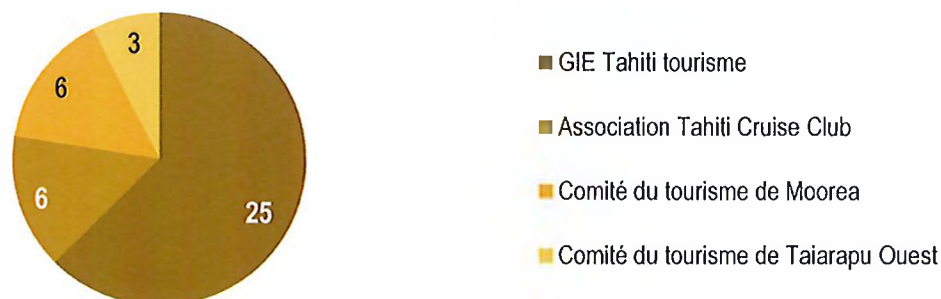 3
6
6
25
GIE Tahiti tourisme
Association Tahiti Cruise Club
Comité du tourisme de Moorea
Comité du tourisme de Taiarapu Ouest